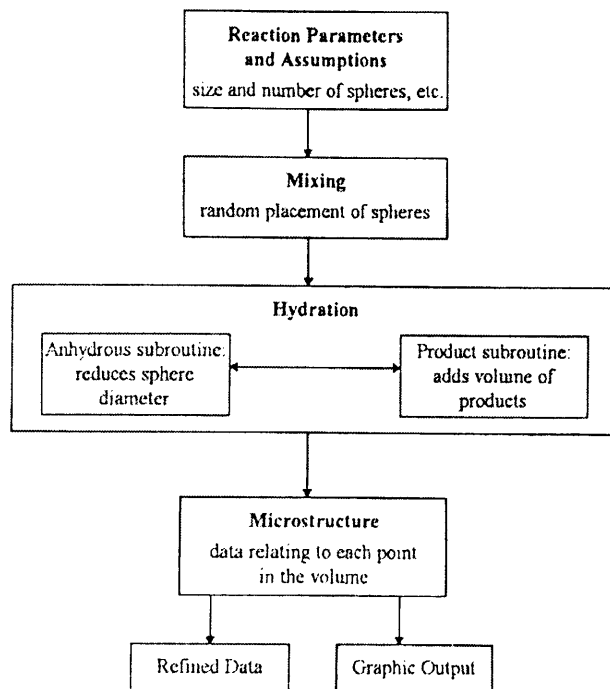 Reaction Parameters
and Assumptions
size and number of spheres, etc.
Mixing
random placement of spheres
Hydration
Anhydrous subroutine:
reduces sphere
diameter
Product subroutine:
adds volume of
products
Microstructure
data relating to each point
in the volume
Refined Data
Graphic Output